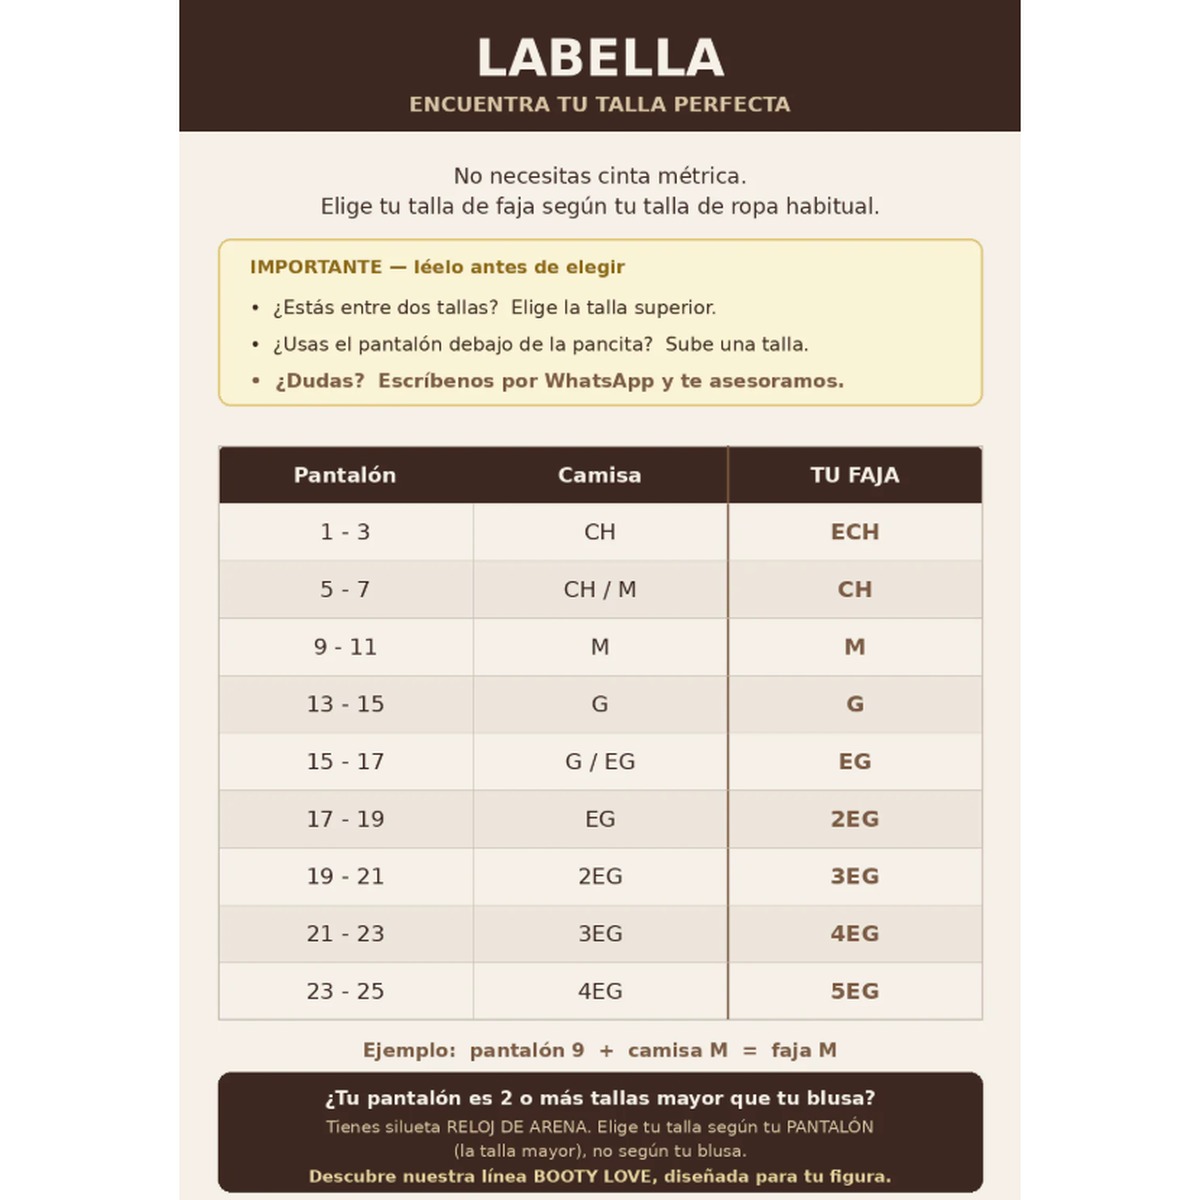 LABELLA
ENCUENTRA TU TALLA PERFECTA
No necesitas cinta métrica.
Elige tu talla de faja según tu talla de ropa habitual.
IMPORTANTE — léelo antes de elegir
• ¿Estás entre dos tallas? Elige la talla superior.
• ¿Usas el pantalón debajo de la pancita? Sube una talla.
• ¿Dudas? Escríbenos por WhatsApp y te asesoramos.
Pantalón Camisa TU FAJA
1 - 3 CH ECH
5 - 7 CH / M CH
9 - 11 M M
13 - 15 G G
15 - 17 G / EG EG
17 - 19 EG 2EG
19 - 21 2EG 3EG
21 - 23 3EG 4EG
23 - 25 4EG 5EG
Ejemplo: pantalón 9 + camisa M = faja M
¿Tu pantalón es 2 o más tallas mayor que tu blusa?
Tienes silueta RELOJ DE ARENA. Elige tu talla según tu PANTALÓN
(la talla mayor), no según tu blusa.
Descubre nuestra línea BOOTY LOVE, diseñada para tu figura.